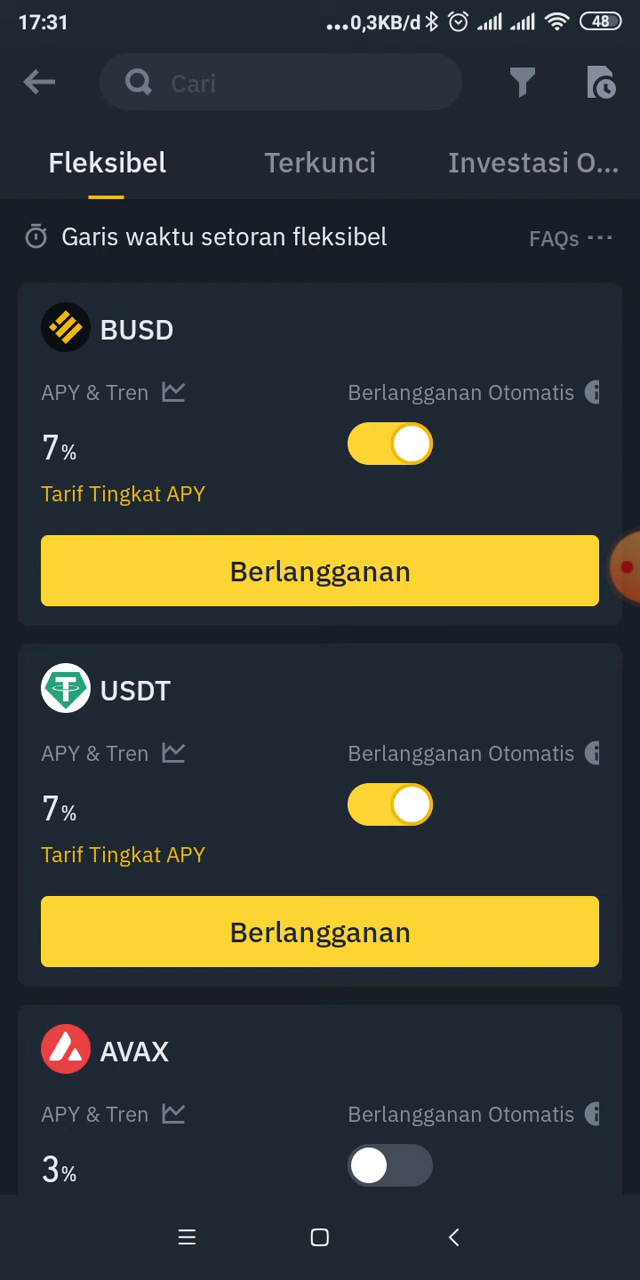 17:31
...0,3KB/d
48
Cari
Fleksibel
Terkunci
Investasi O...
Garis waktu setoran fleksibel
FAQs
BUSD
APY & Tren
Berlangganan Otomatis
7%
Tarif Tingkat APY
Berlangganan
USDT
APY & Tren
Berlangganan Otomatis
7%
Tarif Tingkat APY
Berlangganan
AVAX
APY & Tren
Berlangganan Otomatis
3%